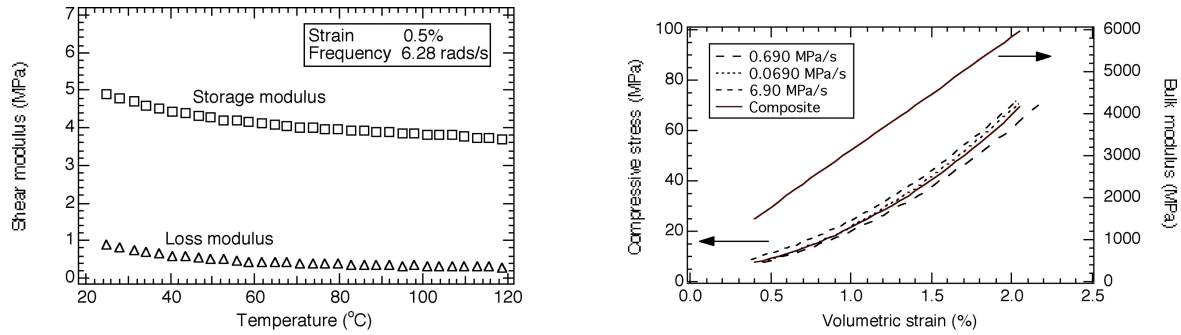 7
6
5
4
3
2
1
0
Shear modulus (MPa)
Strain 0.5%
Frequency 6.28 rads/s
Storage modulus
Loss modulus
20 40 60 80 100 120
Temperature (°C)
100
80
60
40
20
0
Compressive stress (MPa)
0.690 MPa/s
0.0690 MPa/s
6.90 MPa/s
Composite
6000
5000
4000
3000
2000
1000
0
Bulk modulus (MPa)
0.0 0.5 1.0 1.5 2.0 2.5
Volumetric strain (%)